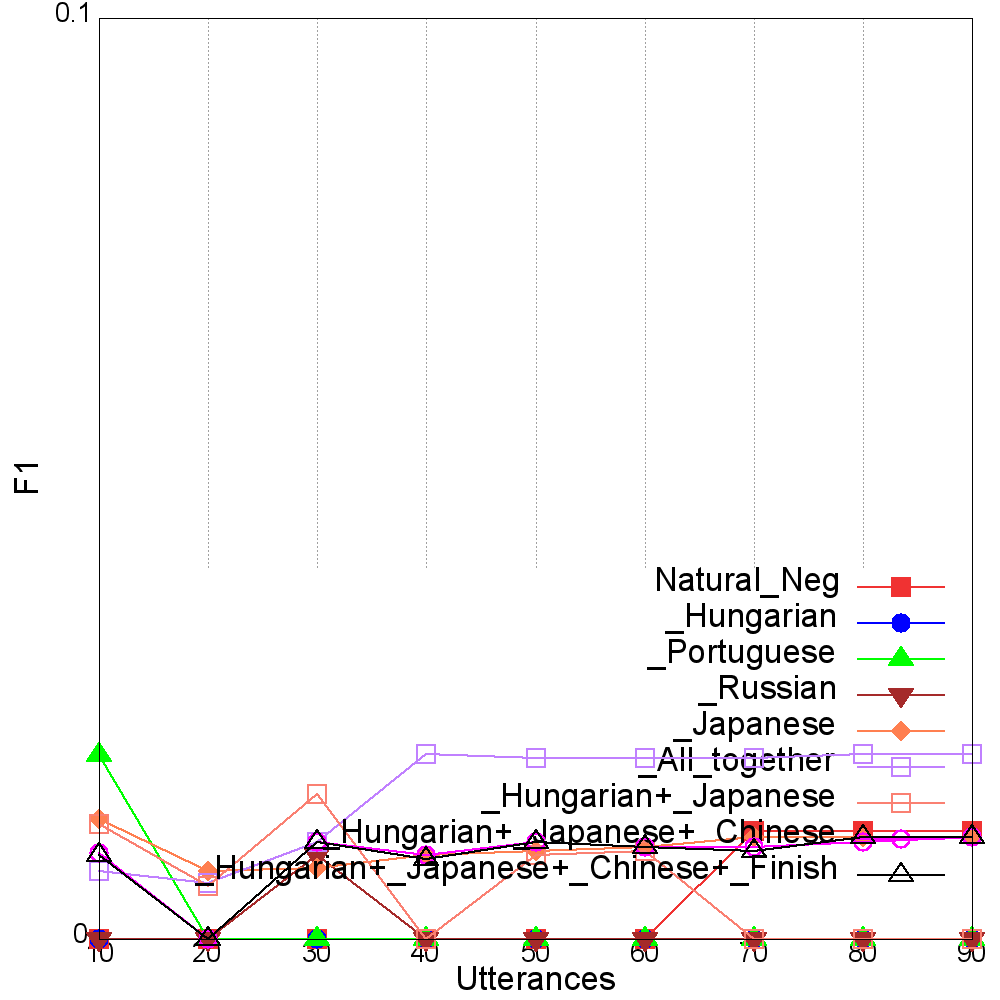 0.1
F1
Natural_Neg
_Hungarian
_Portuguese
_Russian
_Japanese
_All_together
_Hungarian+_Japanese
_Hungarian+_Japanese+_Chinese
_Hungarian+_Japanese+_Chinese+_Finish
0
10 20 30 40 50 60 70 80 90
Utterances